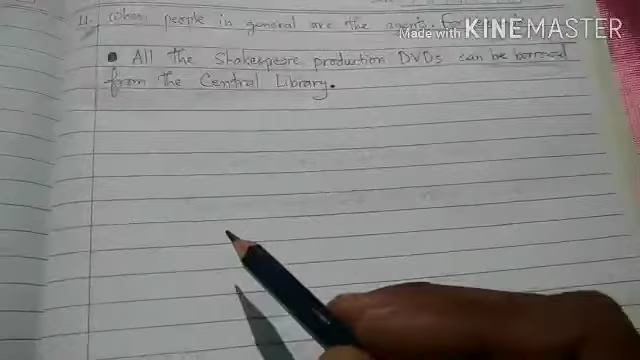 Made with KINEMASTER
11. When people in general are the agents. For
• All the Shakespeare production DVDs can be borrowed
from the Central Library.